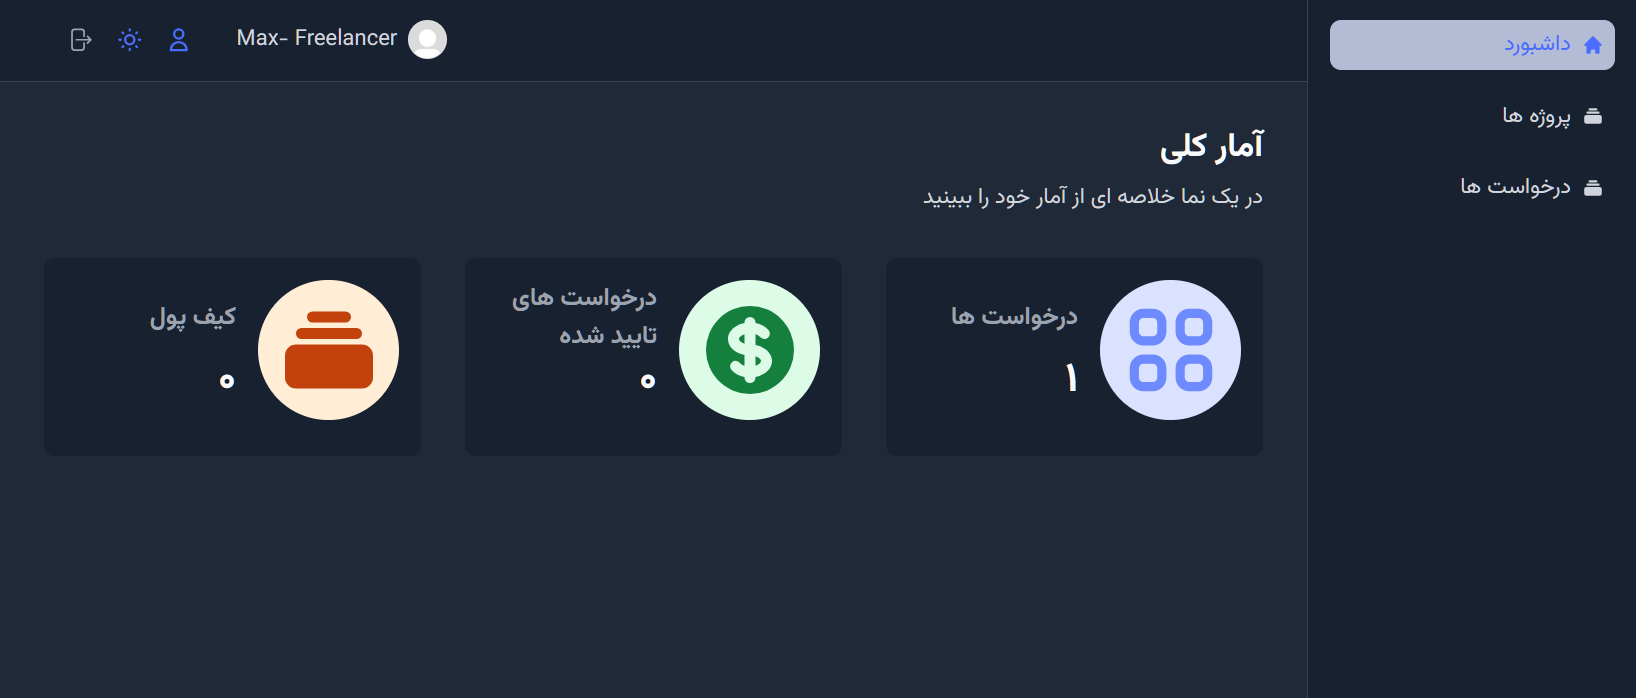 Max- Freelancer
داشبورد
پروژه ها
درخواست ها
آمار کلی
در یک نما خلاصه ای از آمار خود را ببینید
درخواست ها
۱
درخواست های
تایید شده
۰
کیف پول
۰